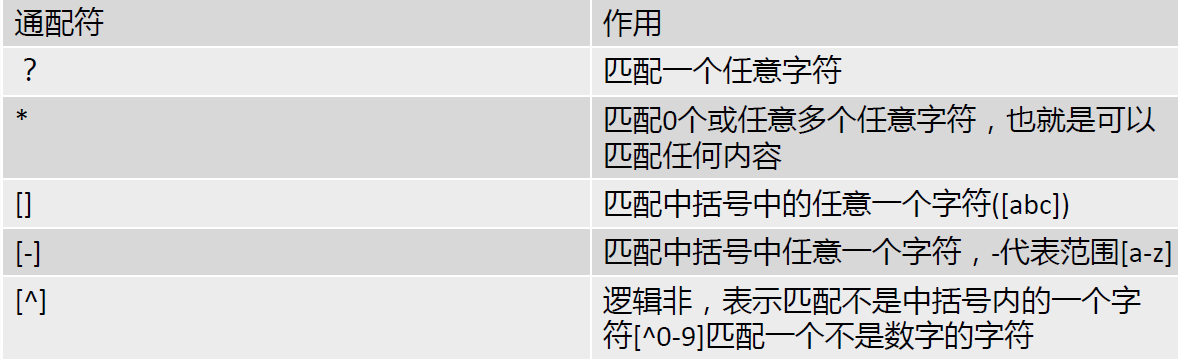 通配符 作用
？ 匹配一个任意字符
* 匹配0个或任意多个任意字符，也就是可以
匹配任何内容
[] 匹配中括号中的任意一个字符([abc])
[-] 匹配中括号中任意一个字符，-代表范围[a-z]
[^] 逻辑非，表示匹配不是中括号内的一个字
符[^0-9]匹配一个不是数字的字符